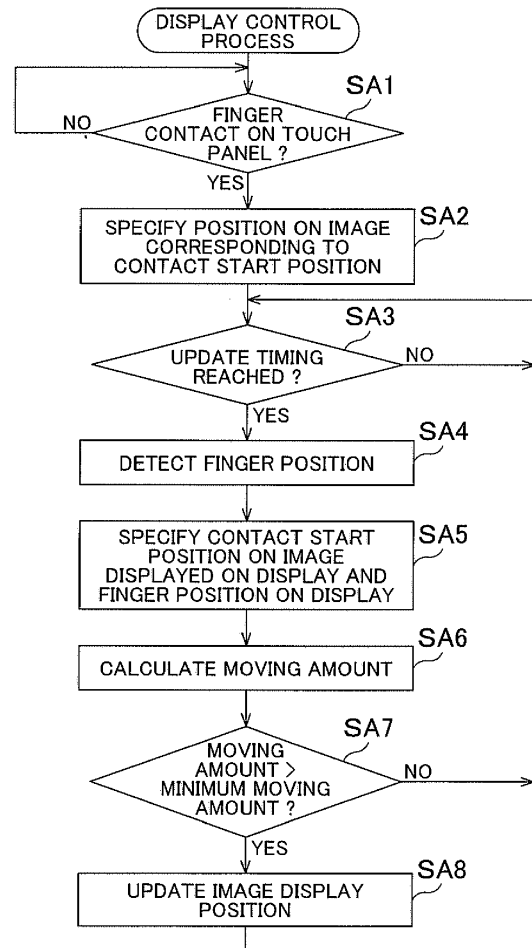 DISPLAY CONTROL
PROCESS
SA1
FINGER
CONTACT ON TOUCH
PANEL ?
NO
YES
SA2
SPECIFY POSITION ON IMAGE
CORRESPONDING TO
CONTACT START POSITION
SA3
UPDATE TIMING
REACHED ?
NO
YES
SA4
DETECT FINGER POSITION
SA5
SPECIFY CONTACT START
POSITION ON IMAGE
DISPLAYED ON DISPLAY AND
FINGER POSITION ON DISPLAY
SA6
CALCULATE MOVING AMOUNT
SA7
MOVING
AMOUNT >
MINIMUM MOVING
AMOUNT ?
NO
YES
SA8
UPDATE IMAGE DISPLAY
POSITION